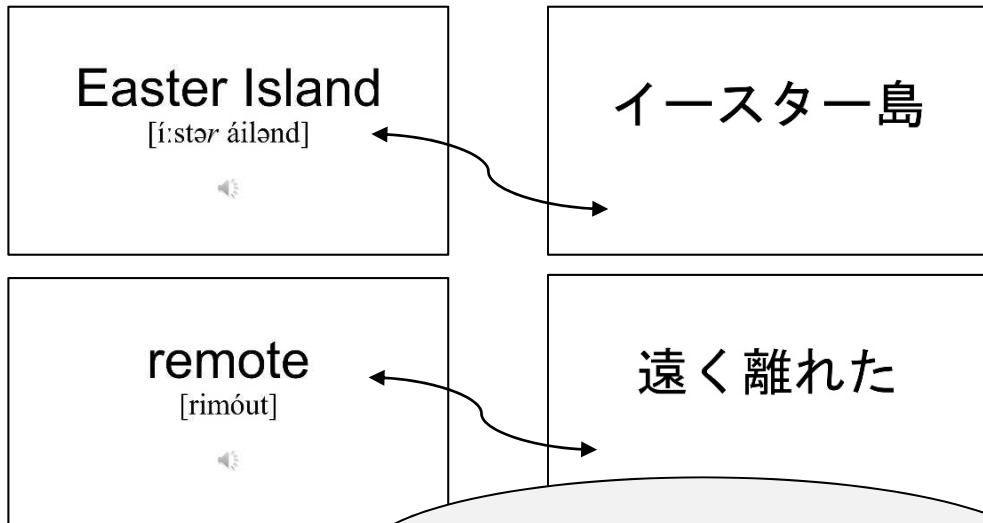 Easter Island
[íːstər áilənd]
イースター島
remote
[rimóut]
遠く離れた